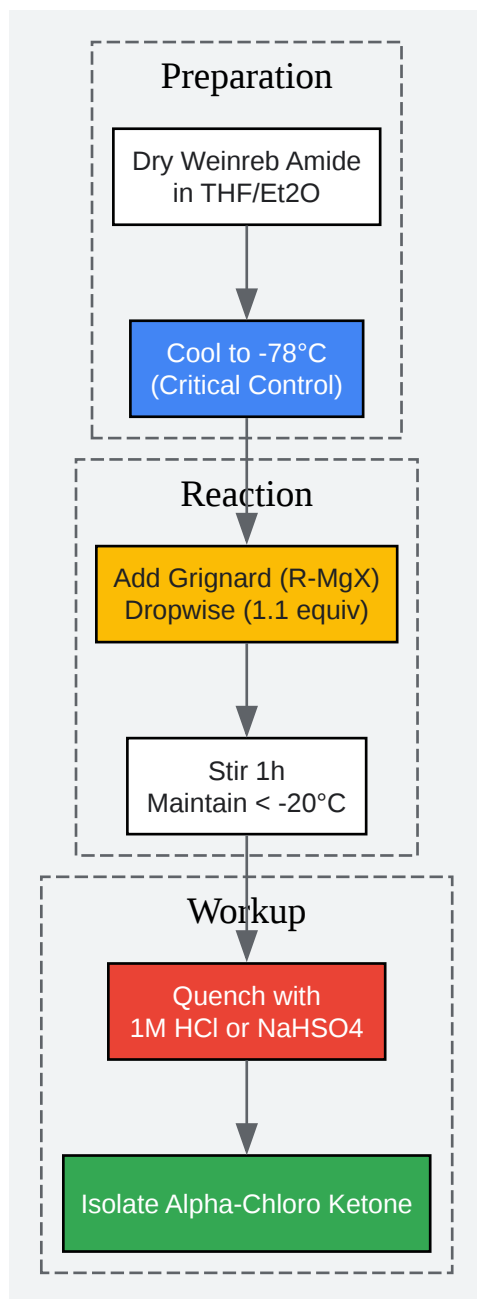 Preparation
Dry Weinreb Amide
in THF/Et2O
Cool to -78°C
(Critical Control)
Reaction
Add Grignard (R-MgX)
Dropwise (1.1 equiv)
Stir 1h
Maintain < -20°C
Workup
Quench with
1M HCl or NaHSO4
Isolate Alpha-Chloro Ketone